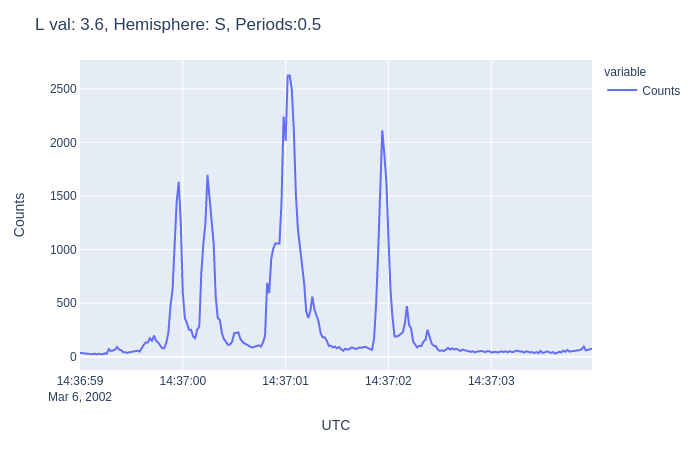 L val: 3.6, Hemisphere: S, Periods:0.5
variable
Counts
Counts
2500
2000
1500
1000
500
0
14:36:59 14:37:00 14:37:01 14:37:02 14:37:03
Mar 6, 2002
UTC